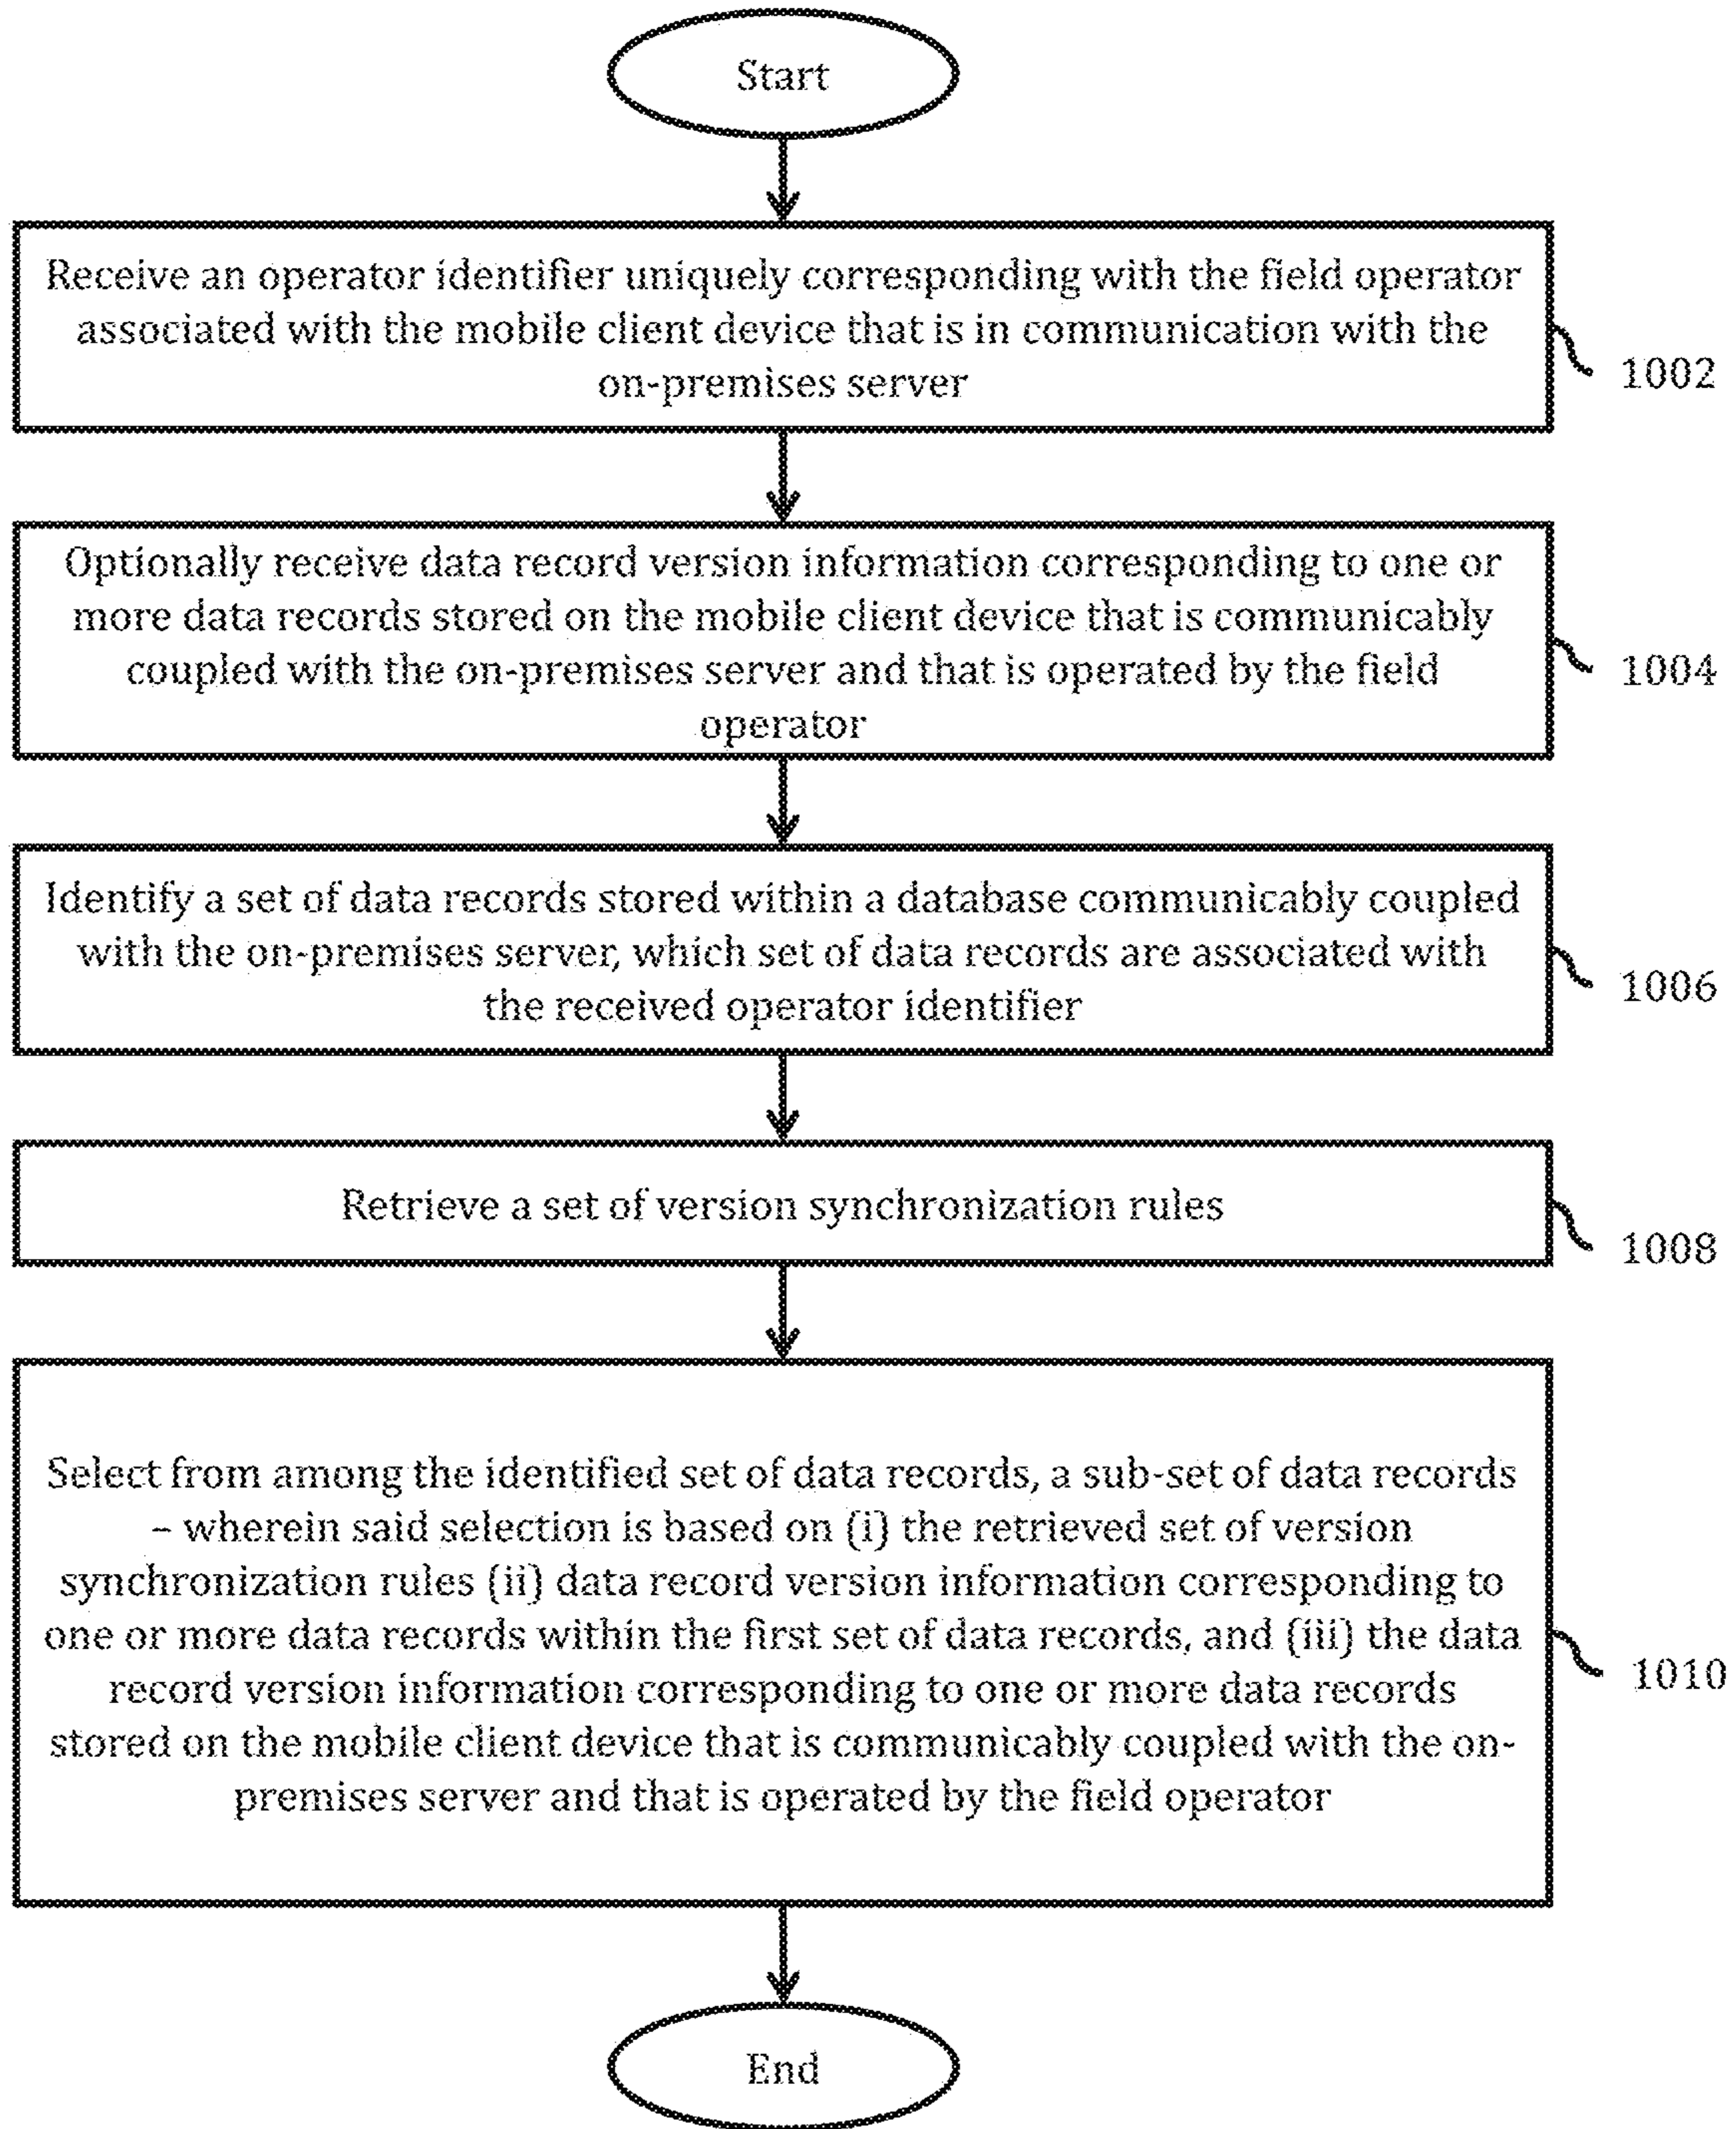 Start
Receive an operator identifier uniquely corresponding with the field operator
associated with the mobile client device that is in communication with the
on-premises server
1002
Optionally receive data record version information corresponding to one or
more data records stored on the mobile client device that is communicably
coupled with the on-premises server and that is operated by the field
operator
1004
Identify a set of data records stored within a database communicably coupled
with the on-premises server, which set of data records are associated with
the received operator identifier
1006
Retrieve a set of version synchronization rules
1008
Select from among the identified set of data records, a sub-set of data records
– wherein said selection is based on (i) the retrieved set of version
synchronization rules (ii) data record version information corresponding to
one or more data records within the first set of data records, and (iii) the data
record version information corresponding to one or more data records
stored on the mobile client device that is communicably coupled with the on-
premises server and that is operated by the field operator
1010
End